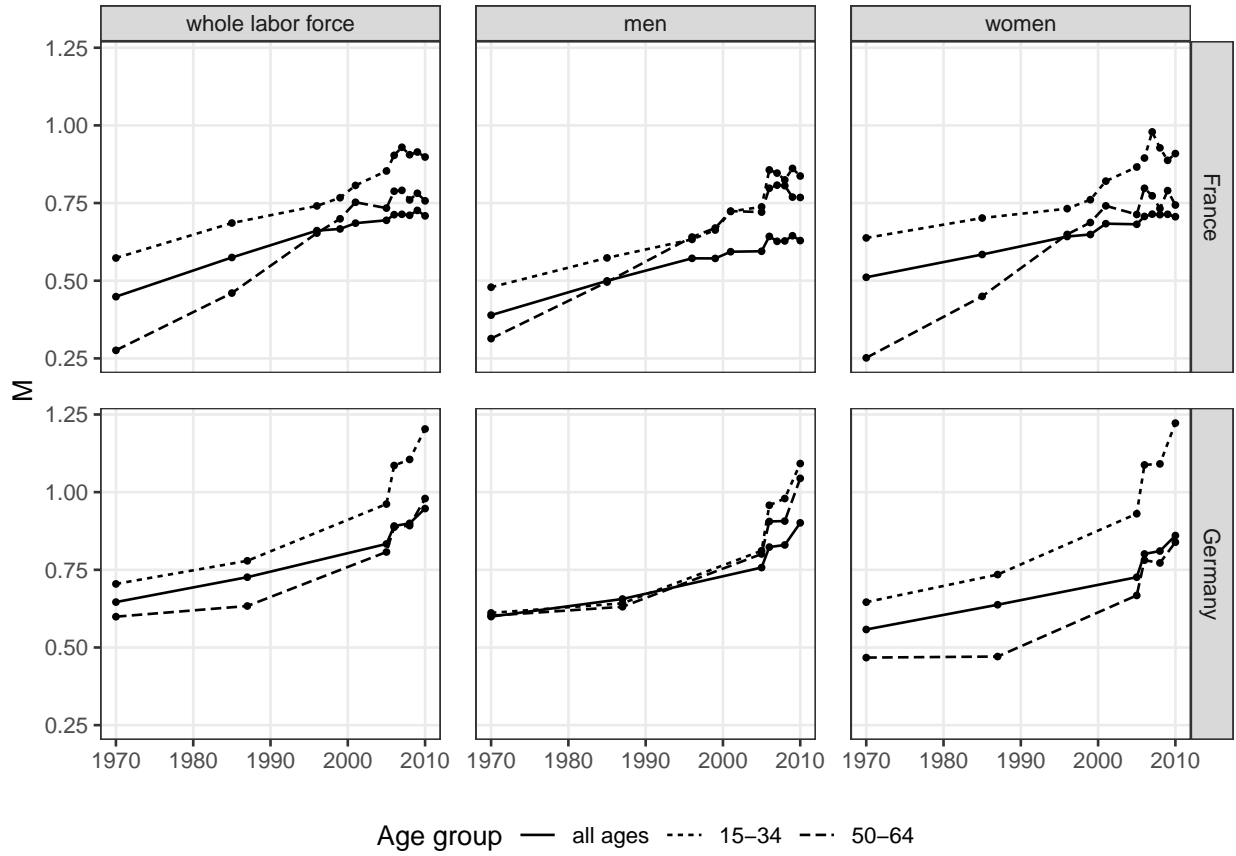 whole labor force men women
1.25
1.00
0.75
0.50
0.25
France
M
1.25
1.00
0.75
0.50
0.25
Germany
1970 1980 1990 2000 2010 1970 1980 1990 2000 2010 1970 1980 1990 2000 2010
Age group all ages 15−34 50−64